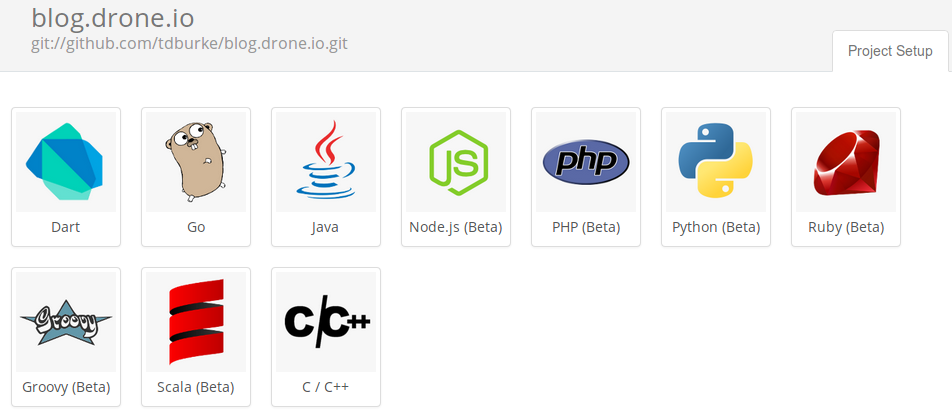 blog.drone.io
git://github.com/tdburke/blog.drone.io.git
Project Setup
Dart
Go
Java
JS
Node.js (Beta)
php
PHP (Beta)
Python (Beta)
Ruby (Beta)
Groovy
Groovy (Beta)
Scala (Beta)
C/C++
C / C++